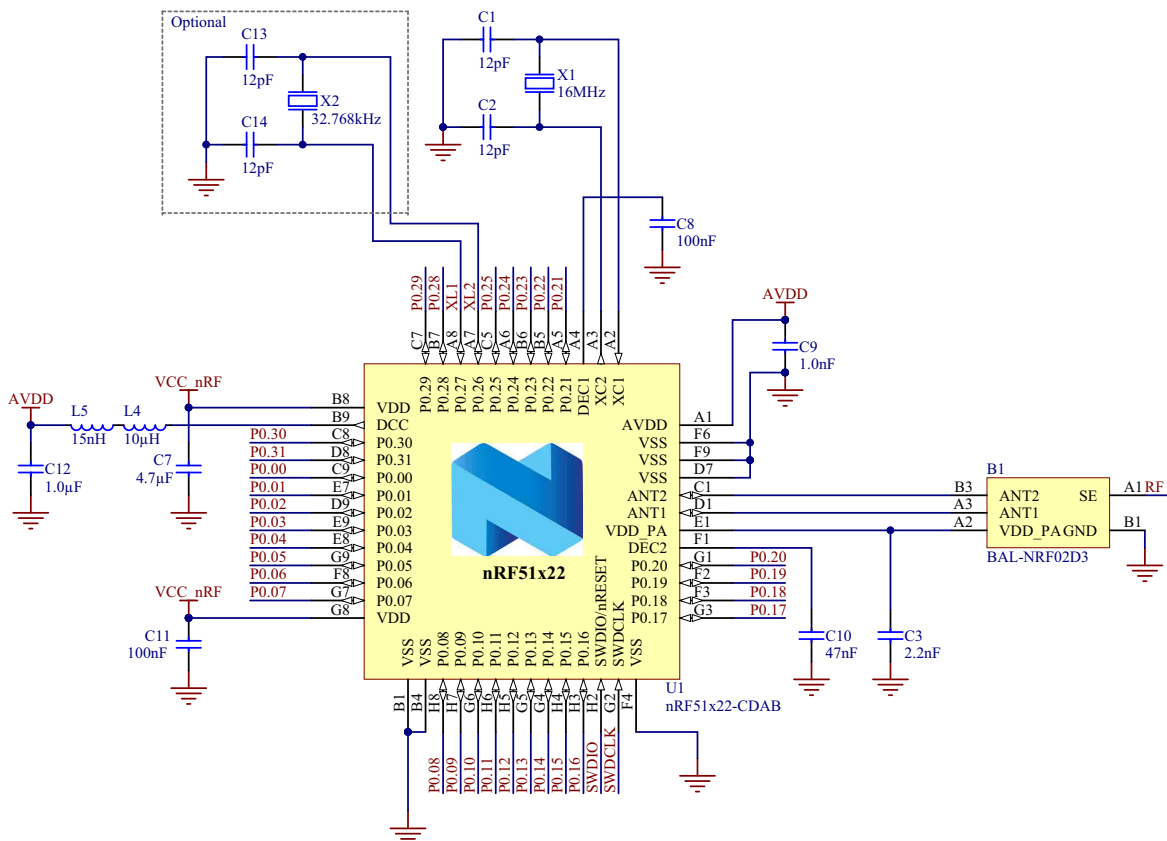 Optional
C13
12pF
X2
32.768kHz
C14
12pF
C1
12pF
X1
16MHz
C2
12pF
C8
100nF
P0.29
P0.28
XL1
XL2
P0.25
P0.24
P0.23
P0.22
P0.21
C7
B7
A8
A7
C5
A6
B6
B5
A5
A4
A3
A2
P0.29
P0.28
P0.27
P0.26
P0.25
P0.24
P0.23
P0.22
P0.21
DEC1
XC2
XC1
AVDD
C9
1.0nF
AVDD
L5
15nH
L4
10µH
C12
1.0µF
VCC_nRF
C7
4.7µF
VCC_nRF
C11
100nF
B8 VDD
B9 DCC
P0.30 C8 P0.30
P0.31 D8 P0.31
P0.00 C9 P0.00
P0.01 E7 P0.01
P0.02 D9 P0.02
P0.03 E9 P0.03
P0.04 E8 P0.04
P0.05 G9 P0.05
P0.06 F8 P0.06
P0.07 G7 P0.07
G8 VDD
nRF51x22
AVDD A1
VSS F6
VSS F9
VSS D7
ANT2 C1
ANT1 D1
VDD_PA E1
DEC2 F1
P0.20 G1 P0.20
P0.19 F2 P0.19
P0.18 F3 P0.18
P0.17 G3 P0.17
B1
B3 ANT2 SE A1 RF
A3 ANT1
A2 VDD_PA GND B1
BAL-NRF02D3
C10
47nF
C3
2.2nF
VSS
VSS
P0.08
P0.09
P0.10
P0.11
P0.12
P0.13
P0.14
P0.15
P0.16
SWDIO/nRESET
SWDCLK
VSS
U1
nRF51x22-CDAB
B1
B4
H8
H7
G6
H6
H5
G5
G4
H4
H3
H2
G2
F4
P0.08
P0.09
P0.10
P0.11
P0.12
P0.13
P0.14
P0.15
P0.16
SWDIO
SWDCLK